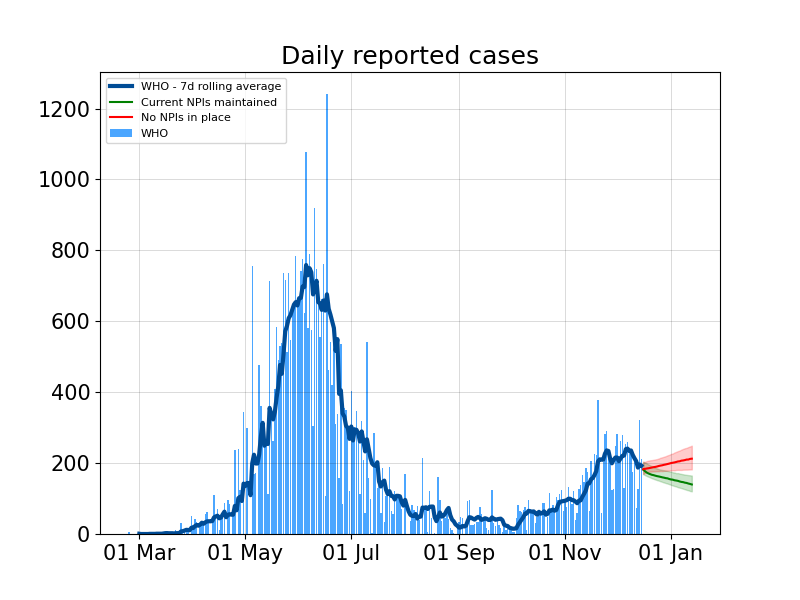 Daily reported cases
WHO - 7d rolling average
Current NPIs maintained
No NPIs in place
WHO
1200
1000
800
600
400
200
0
01 Mar
01 May
01 Jul
01 Sep
01 Nov
01 Jan